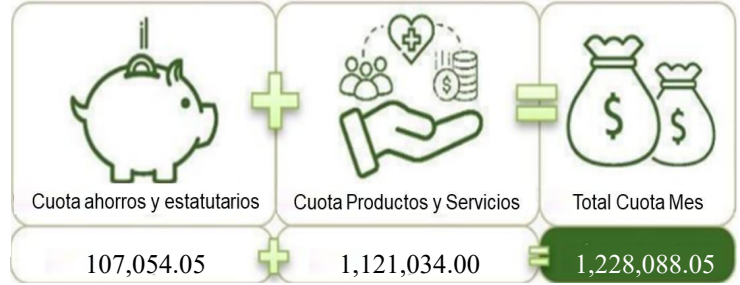 Cuota ahorros y estatutarios
Cuota Productos y Servicios
Total Cuota Mes
107,054.05
1,121,034.00
1,228,088.05